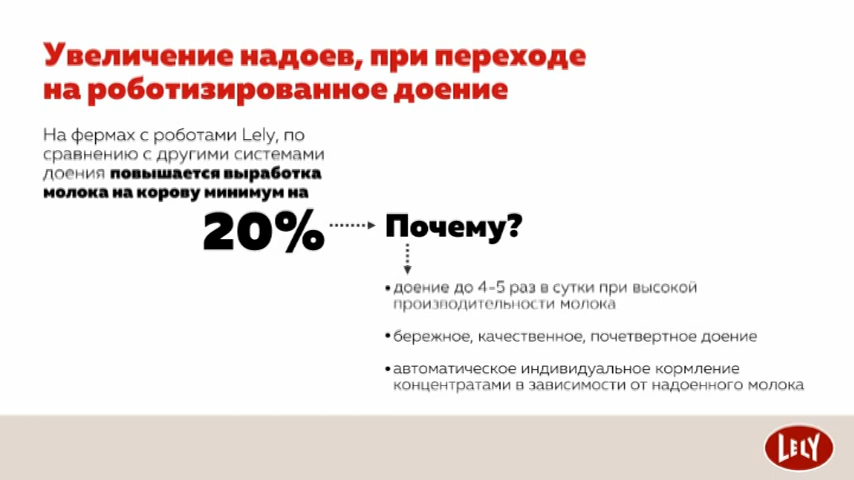 Увеличение надоев, при переходе
на роботизированное доение
На фермах с роботами Lely, по
сравнению с другими системами
доения повышается выработка
молока на корову минимум на
20%
Почему?
• доение до 4-5 раз в сутки при высокой
производительности молока
• бережное, качественное, почетвертное доение
• автоматическое индивидуальное кормление
концентратами в зависимости от надоенного молока
LELY